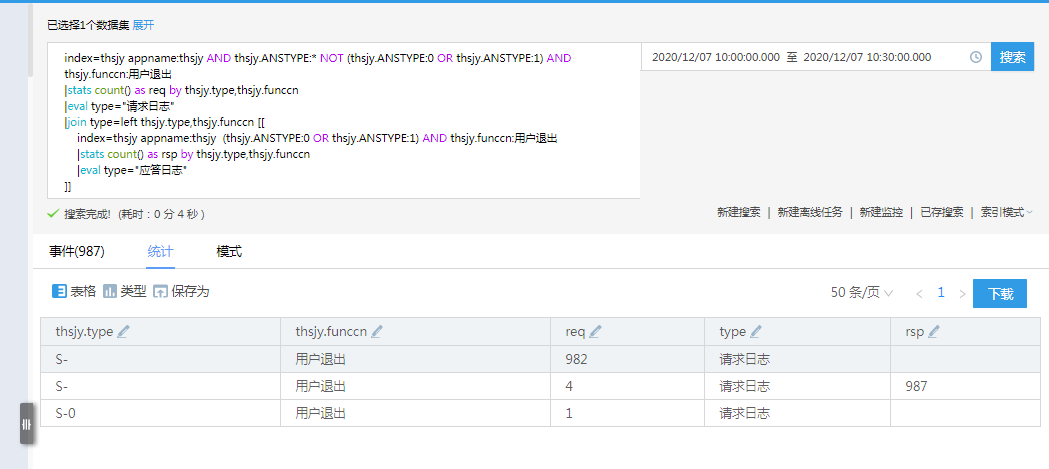 已选择1个数据集 展开
index=thsjy appname:thsjy AND thsjy.ANSTYPE:* NOT (thsjy.ANSTYPE:0 OR thsjy.ANSTYPE:1) AND
thsjy.funccn:用户退出
|stats count() as req by thsjy.type,thsjy.funccn
|eval type="请求日志"
|join type=left thsjy.type,thsjy.funccn [[
index=thsjy appname:thsjy (thsjy.ANSTYPE:0 OR thsjy.ANSTYPE:1) AND thsjy.funccn:用户退出
|stats count() as rsp by thsjy.type,thsjy.funccn
|eval type="应答日志"
]]
2020/12/07 10:00:00.000 至 2020/12/07 10:30:00.000 搜索
搜索完成! (耗时：0 分 4 秒 )
新建搜索 | 新建离线任务 | 新建监控 | 已存搜索 | 索引模式
事件(987) 统计 模式
表格 类型 保存为 50 条/页 < 1 > 下载
thsjy.type thsjy.funccn req type rsp
S- 用户退出 982 请求日志
S- 用户退出 4 请求日志 987
S-0 用户退出 1 请求日志